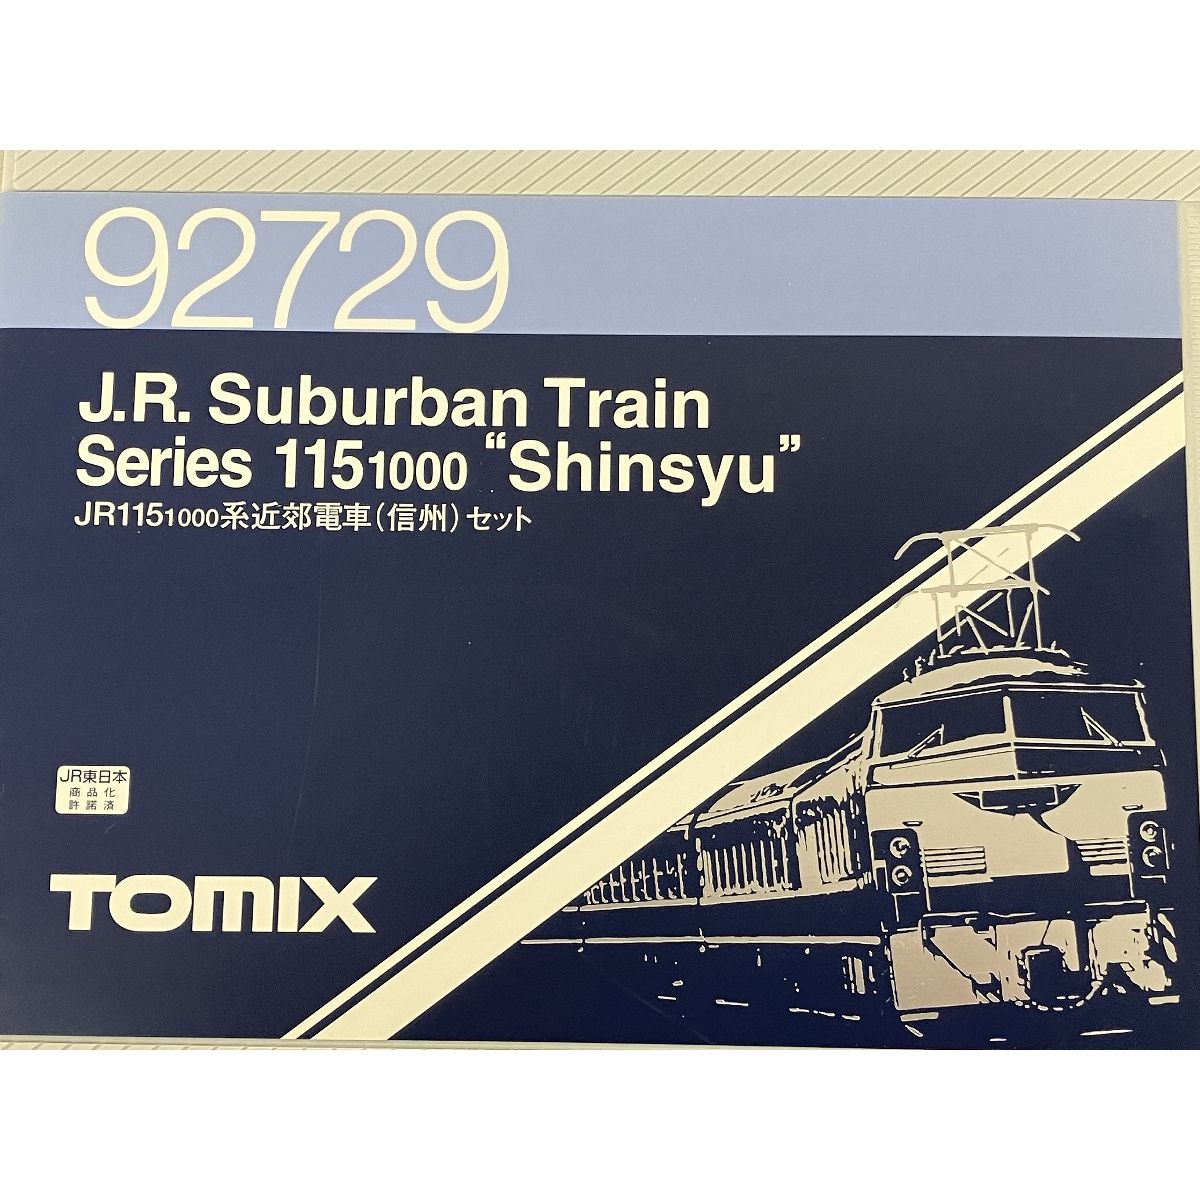 92729
J.R. Suburban Train
Series 1151000 “Shinsyu”
JR1151000系近郊電車(信州)セット
JR東日本
商品化
許諾済
TOMIX